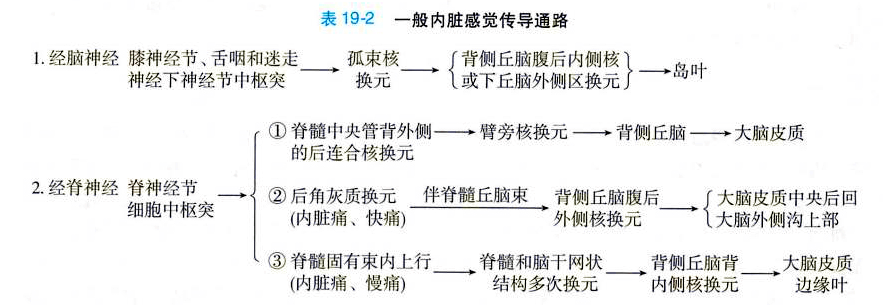 表 19-2 一般内脏感觉传导通路
1. 经脑神经 膝神经节、舌咽和迷走 孤束核 背侧丘脑腹后内侧核 岛叶
神经下神经节中枢突 换元 或下丘脑外侧区换元
① 脊髓中央管背外侧 臂旁核换元 背侧丘脑 大脑皮质
的后连合核换元
2. 经脊神经 脊神经节 ② 后角灰质换元 伴脊髓丘脑束 背侧丘脑腹后 大脑皮质中央后回
细胞中枢突 (内脏痛、快痛) 外侧核换元 大脑外侧沟上部
③ 脊髓固有束内上行 脊髓和脑干网状 背侧丘脑背 大脑皮质
(内脏痛、慢痛) 结构多次换元 内侧核换元 边缘叶